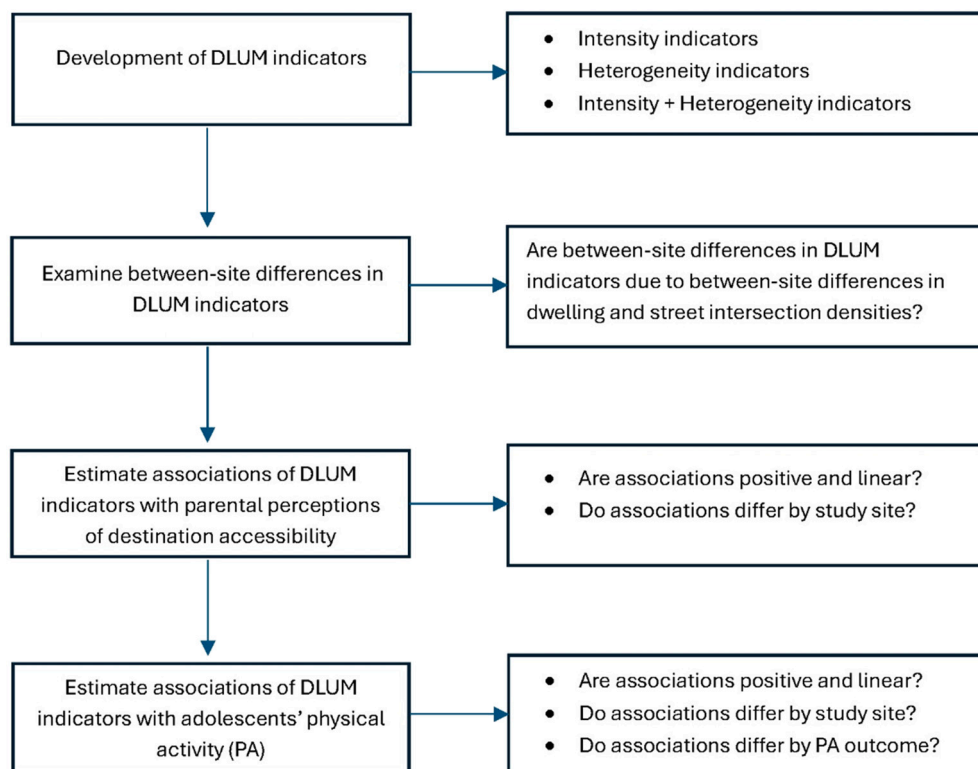 Development of DLUM indicators
• Intensity indicators
• Heterogeneity indicators
• Intensity + Heterogeneity indicators
Examine between-site differences in
DLUM indicators
Are between-site differences in DLUM
indicators due to between-site differences in
dwelling and street intersection densities?
Estimate associations of DLUM
indicators with parental perceptions
of destination accessibility
• Are associations positive and linear?
• Do associations differ by study site?
Estimate associations of DLUM
indicators with adolescents’ physical
activity (PA)
• Are associations positive and linear?
• Do associations differ by study site?
• Do associations differ by PA outcome?